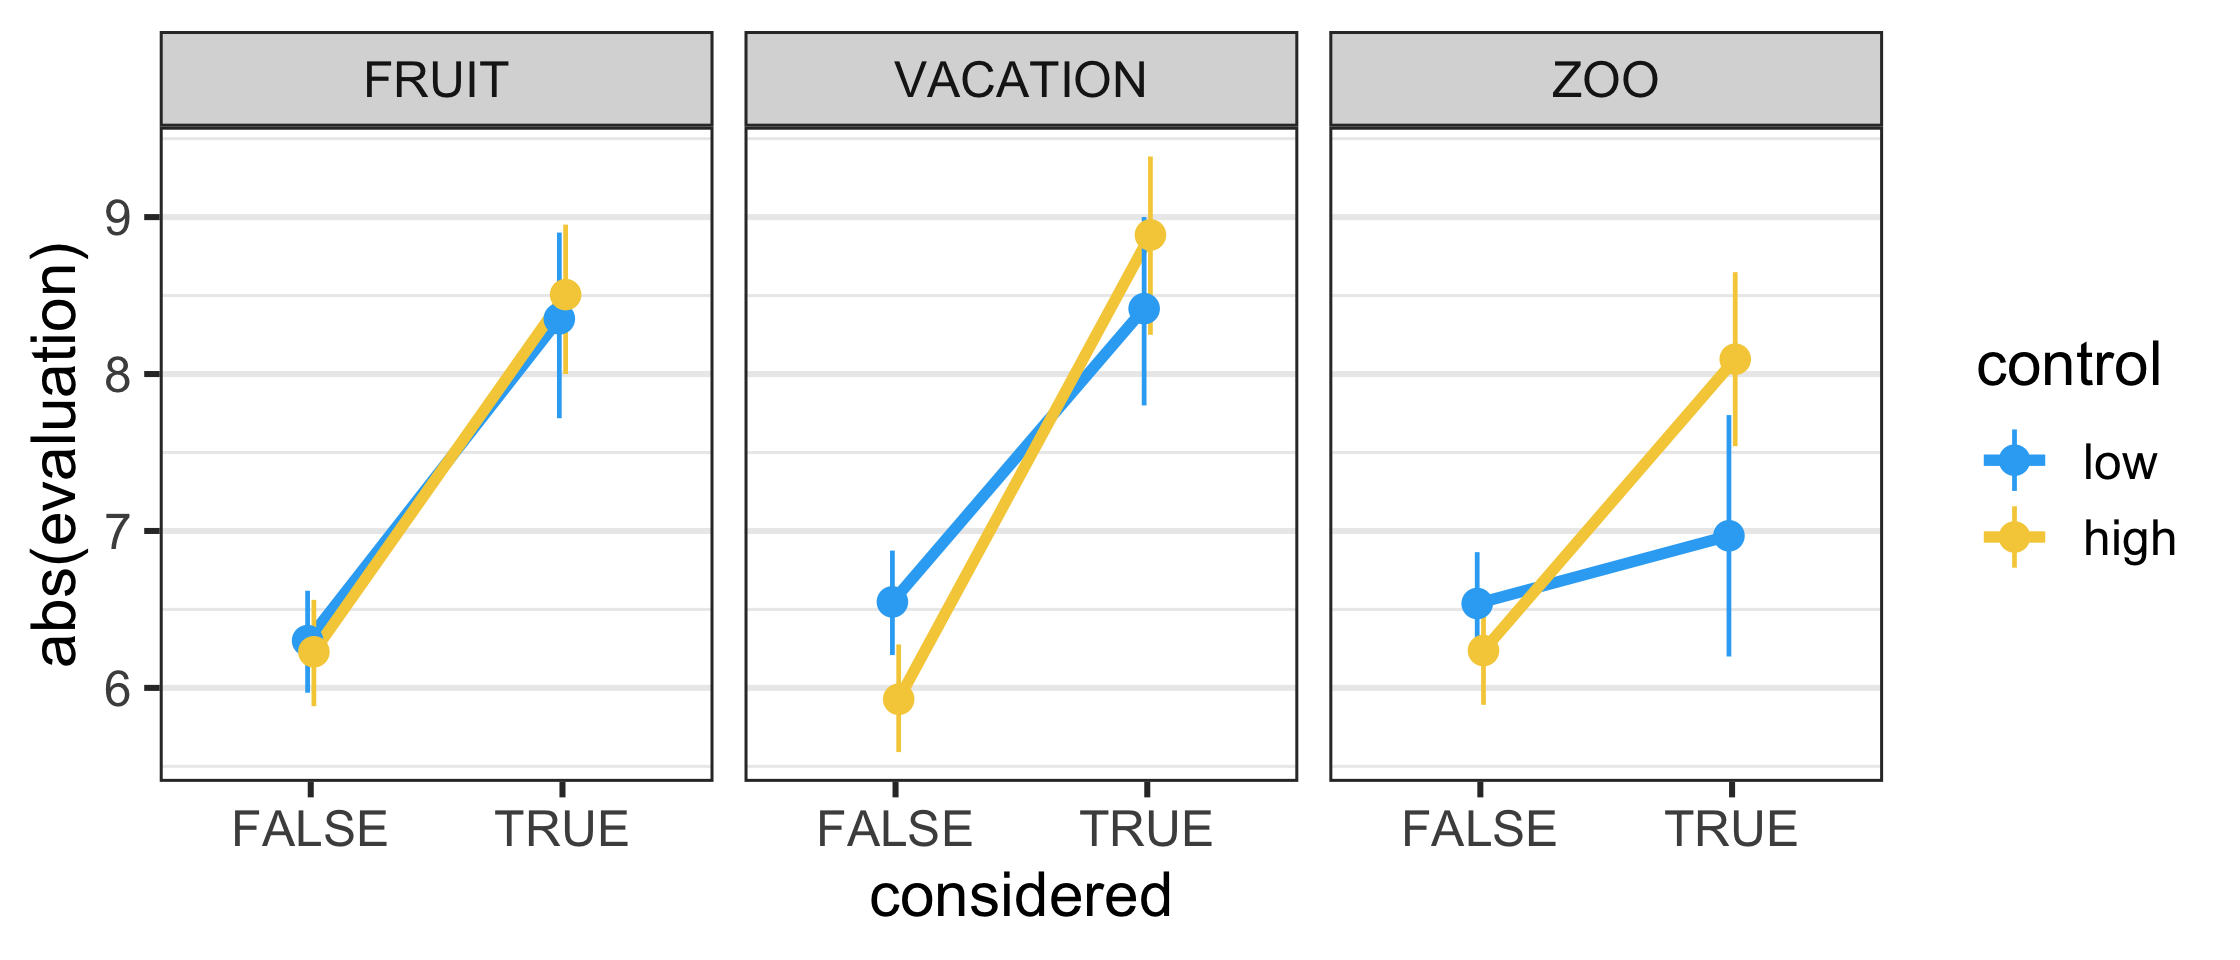 FRUIT VACATION ZOO
abs(evaluation)
9
8
7
6
FALSE TRUE FALSE TRUE FALSE TRUE
considered
control
low
high